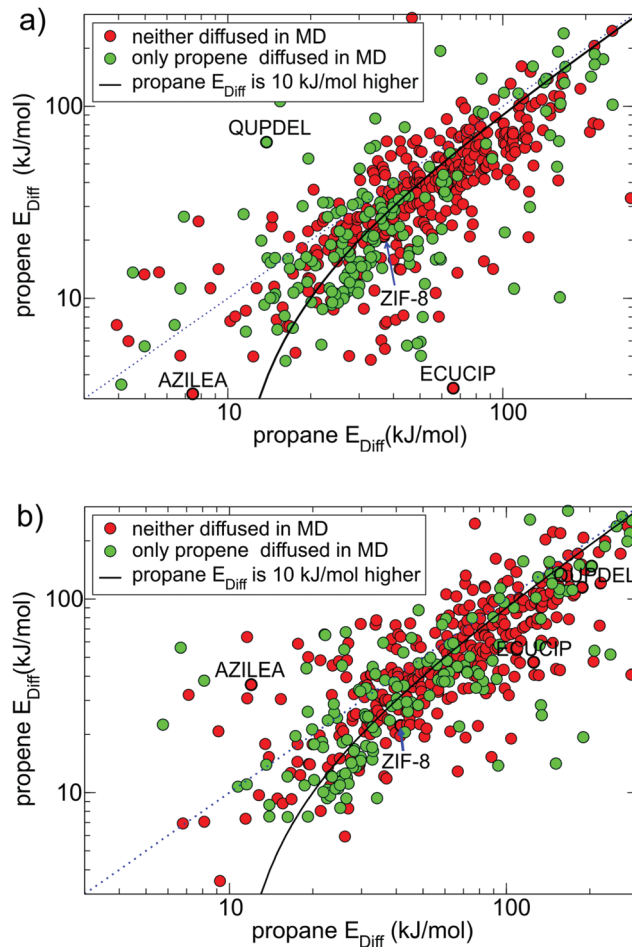 a)
neither diffused in MD
only propene diffused in MD
propane E_Diff is 10 kJ/mol higher
100
QUPDEL
propene E_Diff (kJ/mol)
10
ZIF-8
AZILEA
ECUCIP
10
100
propane E_Diff(kJ/mol)
b)
neither diffused in MD
only propene diffused in MD
propane E_Diff is 10 kJ/mol higher
100
QUPDEL
ECUCIP
AZILEA
propene E_Diff(kJ/mol)
ZIF-8
10
10
100
propane E_Diff (kJ/mol)